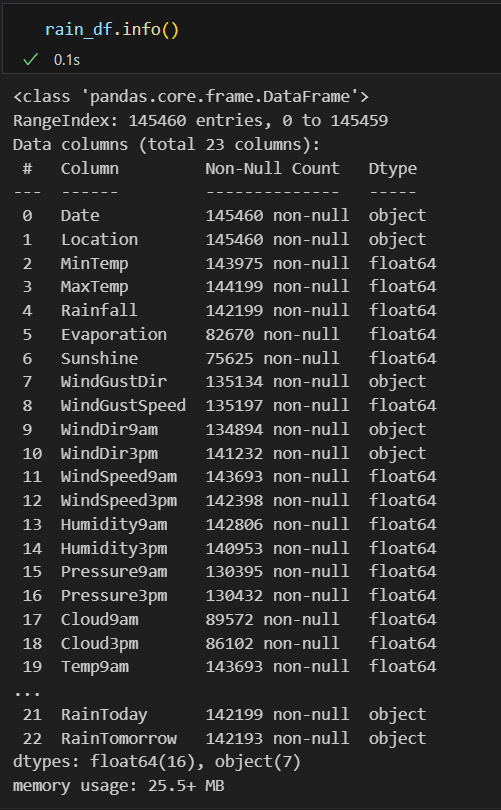 rain_df.info()
0.1s
<class 'pandas.core.frame.DataFrame'>
RangeIndex: 145460 entries, 0 to 145459
Data columns (total 23 columns):
 #   Column         Non-Null Count   Dtype
---  ------         --------------   -----
 0   Date           145460 non-null  object
 1   Location       145460 non-null  object
 2   MinTemp        143975 non-null  float64
 3   MaxTemp        144199 non-null  float64
 4   Rainfall       142199 non-null  float64
 5   Evaporation    82670 non-null   float64
 6   Sunshine       75625 non-null   float64
 7   WindGustDir    135134 non-null  object
 8   WindGustSpeed  135197 non-null  float64
 9   WindDir9am     134894 non-null  object
 10  WindDir3pm     141232 non-null  object
 11  WindSpeed9am   143693 non-null  float64
 12  WindSpeed3pm   142398 non-null  float64
 13  Humidity9am    142806 non-null  float64
 14  Humidity3pm    140953 non-null  float64
 15  Pressure9am    130395 non-null  float64
 16  Pressure3pm    130432 non-null  float64
 17  Cloud9am       89572 non-null   float64
 18  Cloud3pm       86102 non-null   float64
 19  Temp9am        143693 non-null  float64
...
 21  RainToday      142199 non-null  object
 22  RainTomorrow   142193 non-null  object
dtypes: float64(16), object(7)
memory usage: 25.5+ MB